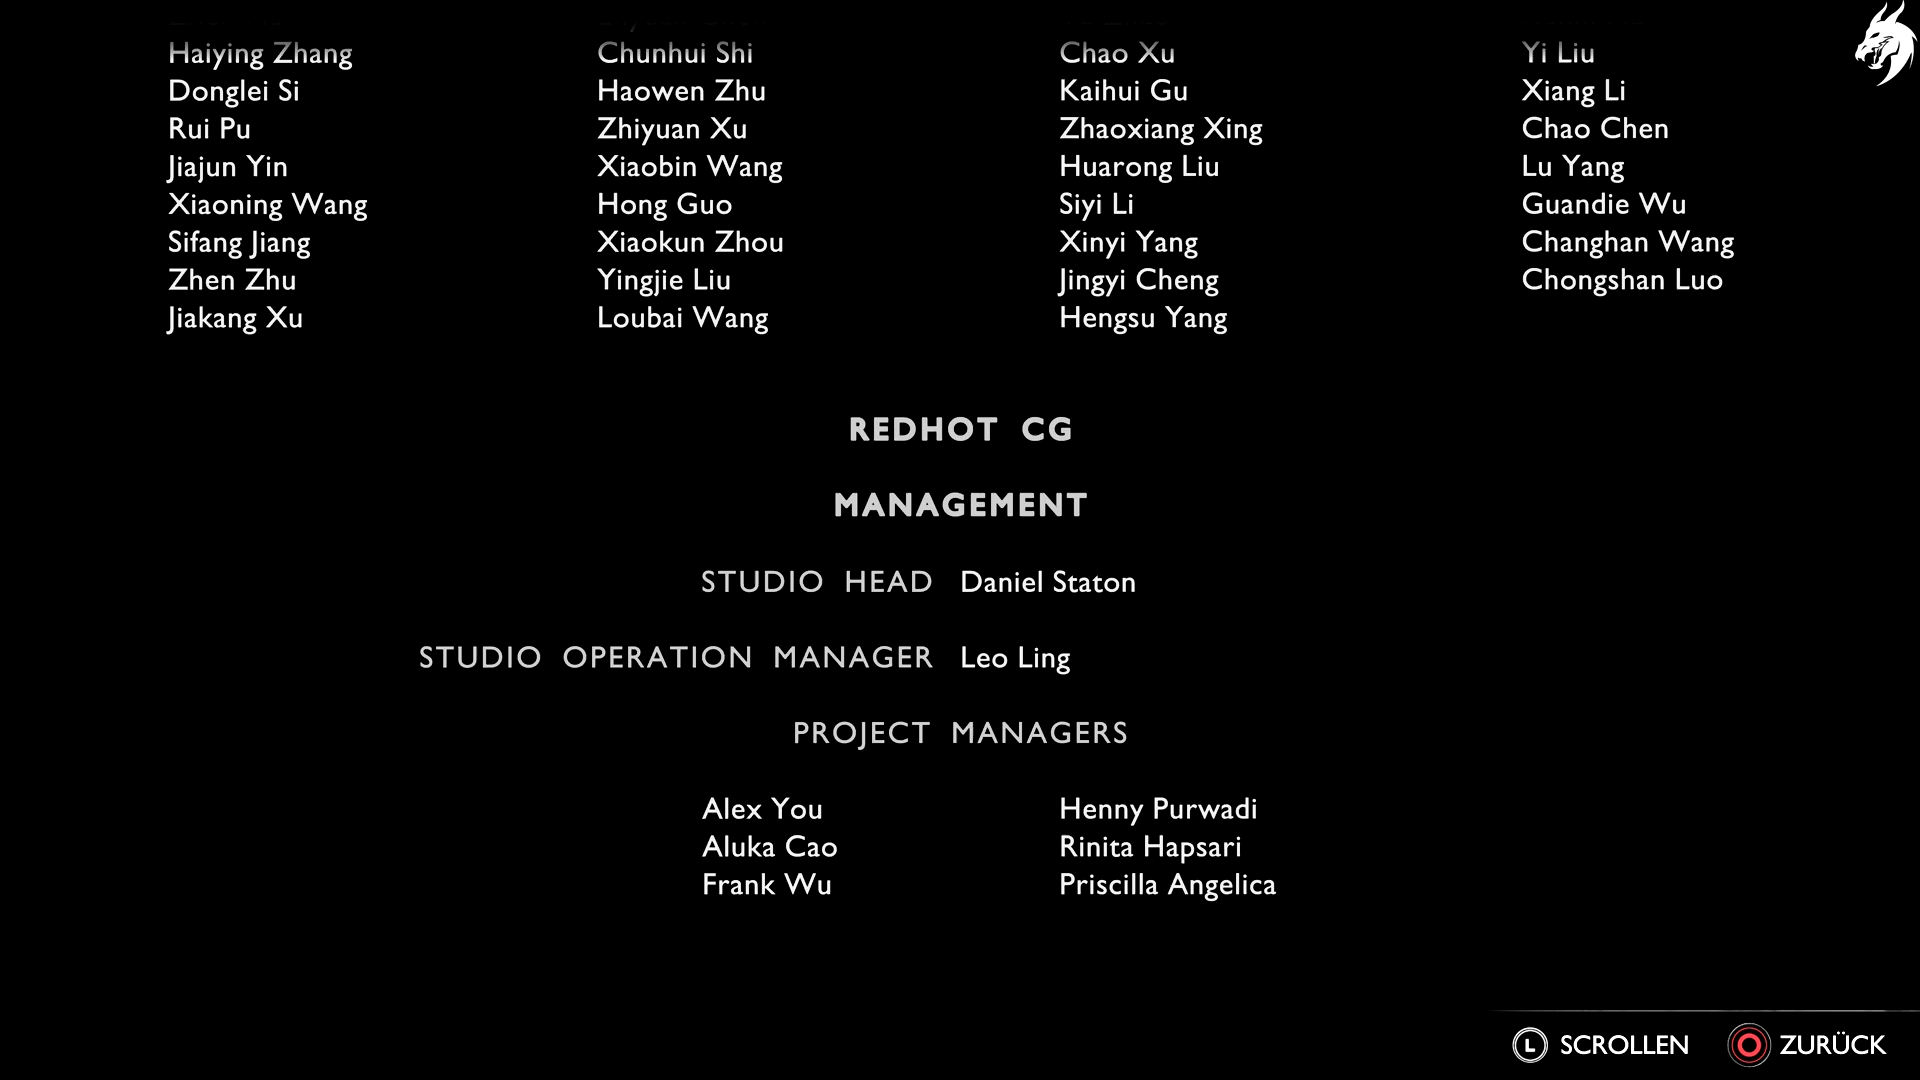 Haiying Zhang Chunhui Shi Chao Xu Yi Liu
Donglei Si Haowen Zhu Kaihui Gu Xiang Li
Rui Pu Zhiyuan Xu Zhaoxiang Xing Chao Chen
Jiajun Yin Xiaobin Wang Huarong Liu Lu Yang
Xiaoning Wang Hong Guo Siyi Li Guandie Wu
Sifang Jiang Xiaokun Zhou Xinyi Yang Changhan Wang
Zhen Zhu Yingjie Liu Jingyi Cheng Chongshan Luo
Jiakang Xu Loubai Wang Hengsu Yang
REDHOT CG
MANAGEMENT
STUDIO HEAD Daniel Staton
STUDIO OPERATION MANAGER Leo Ling
PROJECT MANAGERS
Alex You Henny Purwadi
Aluka Cao Rinita Hapsari
Frank Wu Priscilla Angelica
L SCROLLEN ZURÜCK